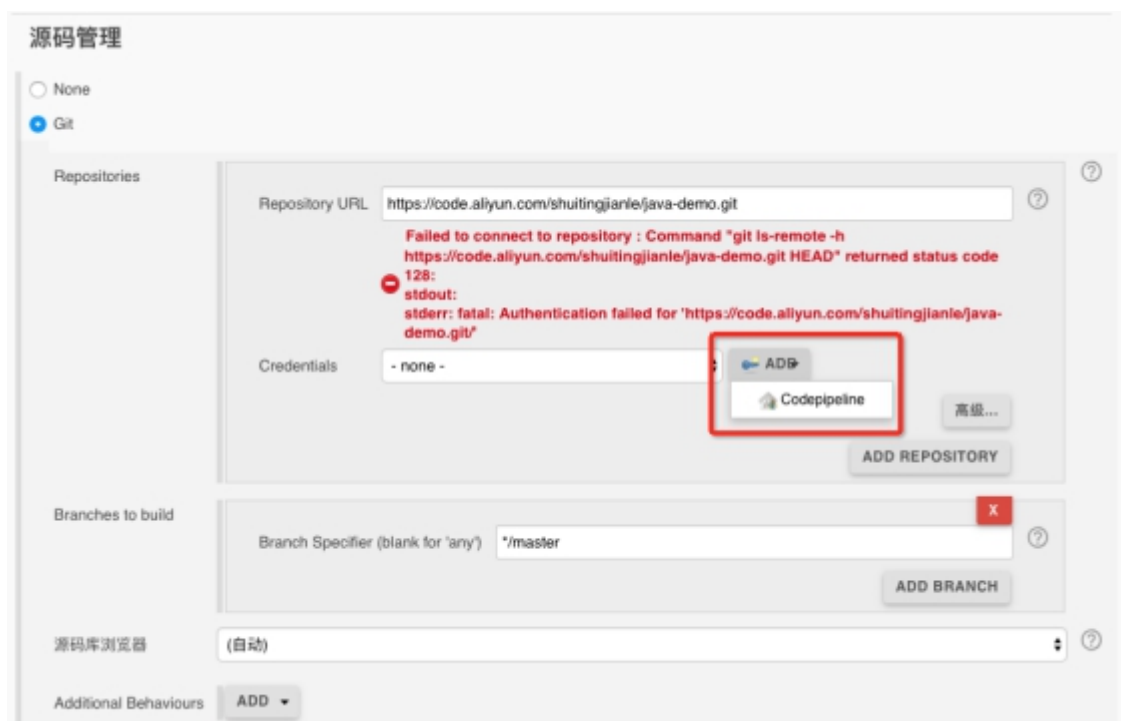 源码管理
None
Git
Repositories
Repository URL https://code.aliyun.com/shuitingjianle/java-demo.git
Failed to connect to repository : Command "git ls-remote -h
https://code.aliyun.com/shuitingjianle/java-demo.git HEAD" returned status code
128:
stdout:
stderr: fatal: Authentication failed for 'https://code.aliyun.com/shuitingjianle/java-
demo.git/'
Credentials - none - ADD
Codepipeline
高级...
ADD REPOSITORY
Branches to build
X
Branch Specifier (blank for 'any') */master
ADD BRANCH
源码库浏览器 (自动)
Additional Behaviours ADD